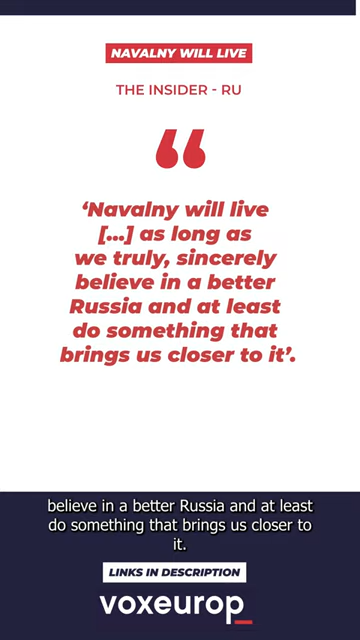 NAVALNY WILL LIVE
THE INSIDER - RU
“
‘Navalny will live
[...] as long as
we truly, sincerely
believe in a better
Russia and at least
do something that
brings us closer to it’.
believe in a better Russia and at least
do something that brings us closer to
it.
LINKS IN DESCRIPTION
voxeurop_